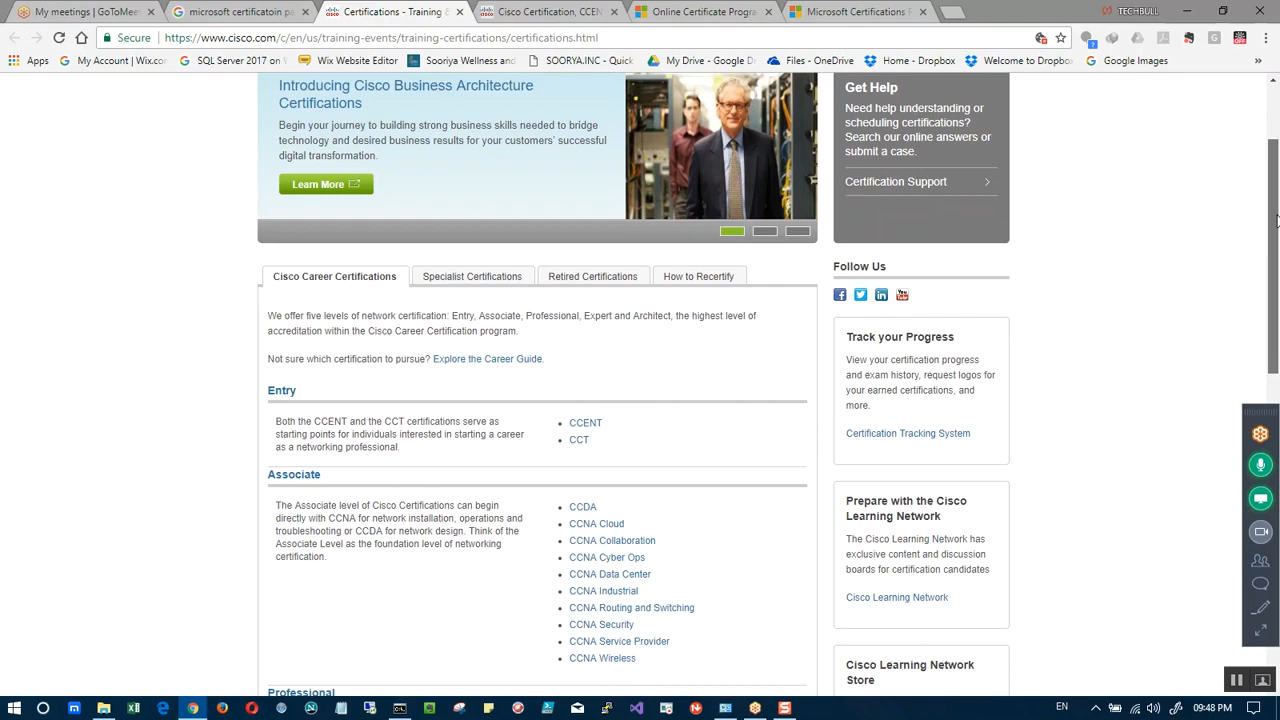 My meetings | GoToMeet
microsoft certificatoin pa
Certifications - Training &
Cisco Certification, CCEN
Online Certificate Progra
Microsoft Certifications P
TECHBULL
Secure
https://www.cisco.com/c/en/us/training-events/training-certifications/certifications.html
Apps
My Account | Wix.co
SQL Server 2017 an
Wix Website Editor
Sooriya Wellness and
SOORYA.INC - Quick
My Drive - Google Dr
Files - OneDrive
Home - Dropbox
Welcome to Dropbox
Google Images
Introducing Cisco Business Architecture
Certifications
Begin your journey to building strong business skills needed to bridge
technology and desired business results for your customers' successful
digital transformation.
Learn More
Get Help
Need help understanding or
scheduling certifications?
Search our online answers or
submit a case.
Certification Support
Cisco Career Certifications
Specialist Certifications
Retired Certifications
How to Recertify
We offer five levels of network certification: Entry, Associate, Professional, Expert and Architect, the highest level of
accreditation within the Cisco Career Certification program.
Not sure which certification to pursue? Explore the Career Guide.
Entry
Both the CCENT and the CCT certifications serve as
starting points for individuals interested in starting a career
as a networking professional.
CCENT
CCT
Associate
The Associate level of Cisco Certifications can begin
directly with CCNA for network installation, operations and
troubleshooting or CCDA for network design. Think of the
Associate Level as the foundation level of networking
certification.
CCDA
CCNA Cloud
CCNA Collaboration
CCNA Cyber Ops
CCNA Data Center
CCNA Industrial
CCNA Routing and Switching
CCNA Security
CCNA Service Provider
CCNA Wireless
Professional
Follow Us
Track your Progress
View your certification progress
and exam history, request logos for
your earned certifications, and
more.
Certification Tracking System
Prepare with the Cisco
Learning Network
The Cisco Learning Network has
exclusive content and discussion
boards for certification candidates
Cisco Learning Network
Cisco Learning Network
Store
EN
09:48 PM